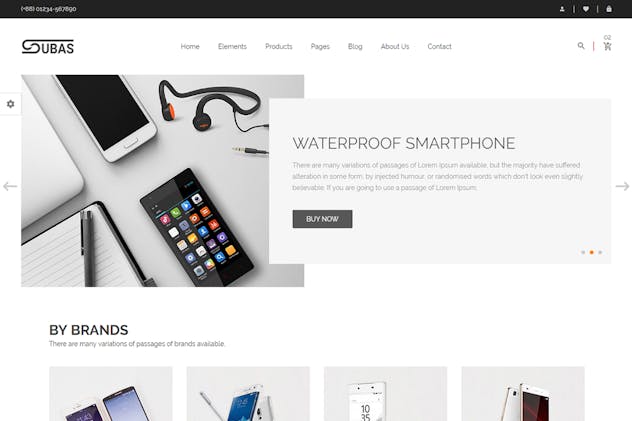 (+88) 01234-567890
SUBAS
Home Elements Products Pages Blog About Us Contact
02
WATERPROOF SMARTPHONE
There are many variations of passages of Lorem Ipsum available, but the majority have suffered
alteration in some form, by injected humour, or randomised words which don't look even slightly
believable. If you are going to use a passage of Lorem Ipsum,
BUY NOW
BY BRANDS
There are many variations of passages of brands available.